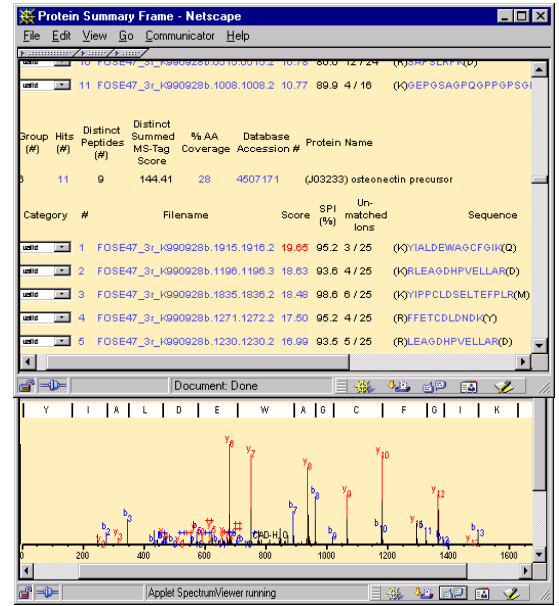 Protein Summary Frame - Netscape
File Edit View Go Communicator Help
11 FOSE47_3r_K990928b.1008.1008.2 10.77 89.9 4 / 16 (K)GEPGSAGPQGPPGPSGI
Group (#) Hits (#) Distinct Peptides (#) Distinct Summed MS-Tag Score % AA Coverage Database Accession # Protein Name
11 9 144.41 28 4507171 (J03233) osteonectin precursor
Category # Filename Score SPI (%) Un-matched Ions Sequence
valid 1 FOSE47_3r_K990928b.1915.1916.2 19.65 95.2 3 / 25 (K)YIALDEWAGCFGIK(Q)
valid 2 FOSE47_3r_K990928b.1196.1196.3 18.63 93.6 4 / 25 (K)RLEAGDHPVELLAR(D)
valid 3 FOSE47_3r_K990928b.1835.1836.2 18.48 98.6 6 / 25 (K)YIPPCLDSELTEFPLR(M)
valid 4 FOSE47_3r_K990928b.1271.1272.2 17.50 95.2 4 / 25 (R)FFETCDLDNDK(Y)
valid 5 FOSE47_3r_K990928b.1230.1230.2 16.99 93.5 5 / 25 (R)LEAGDHPVELLAR(D)
Document: Done
Y I A L D E W A G C F G I K
y6 y7 y8 y9 y10 y12
b2 y3 b3 b7 b8 b9 b10 b13
0 200 400 600 800 1000 1200 1400 1600
Applet SpectrumViewer running